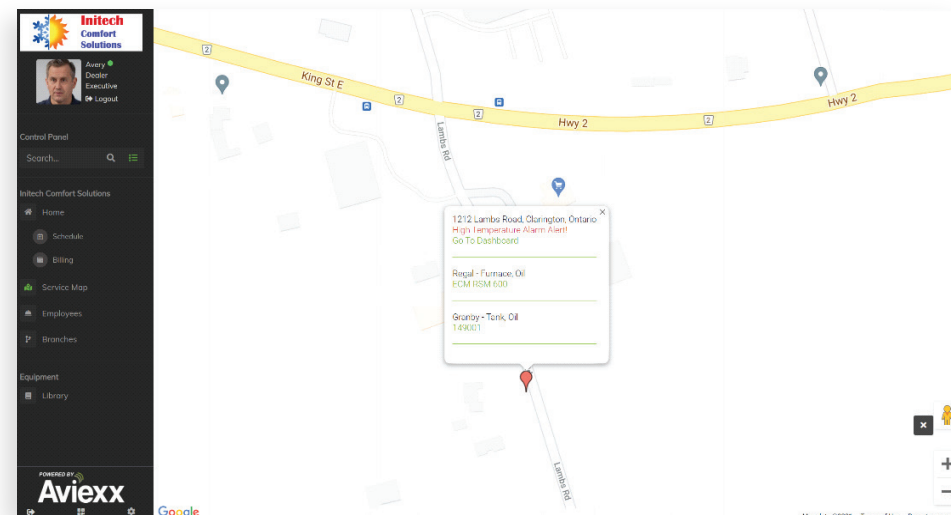 Initech
Comfort
Solutions
Avery
Dealer
Executive
Logout
Control Panel
Search...
Initech Comfort Solutions
Home
Schedule
Billing
Service Map
Employees
Branches
Equipment
Library
POWERED BY
Aviexx
2
King St E
2
2
Hwy 2
2
Hwy 2
Lambs Rd
1212 Lambs Road, Clarington, Ontario
High Temperature Alarm Alert!
Go To Dashboard
Regal - Furnace, Oil
ECM RSM 600
Granby - Tank, Oil
149001
Lambs Rd
Google